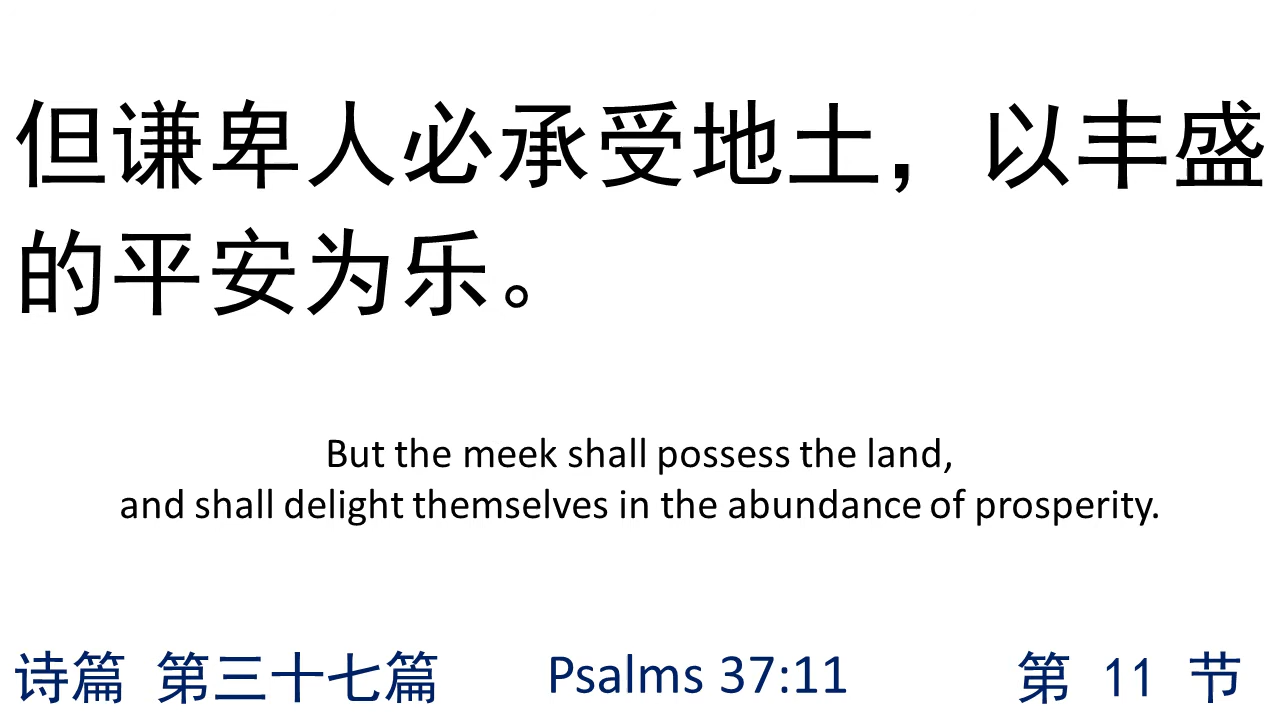 但谦卑人必承受地土，以丰盛
的平安为乐。
But the meek shall possess the land,
and shall delight themselves in the abundance of prosperity.
诗篇 第三十七篇 Psalms 37:11 第 11 节